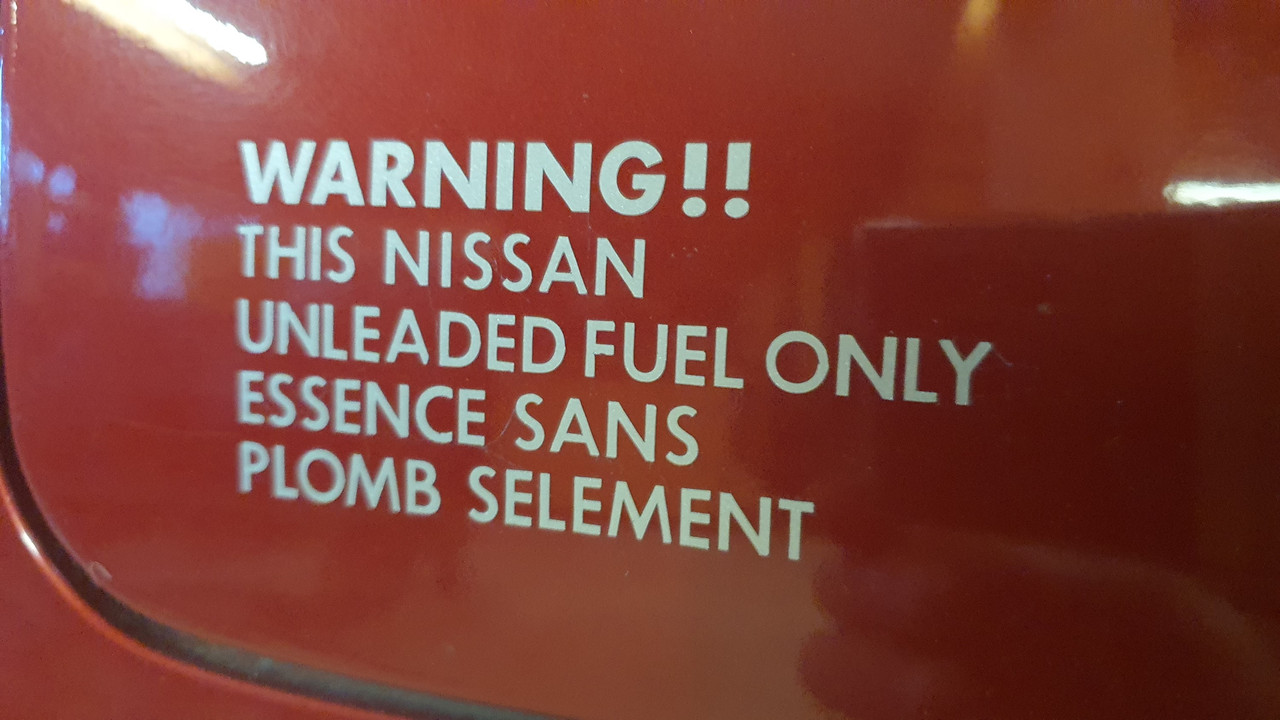 WARNING!!
THIS NISSAN
UNLEADED FUEL ONLY
ESSENCE SANS
PLOMB SELEMENT